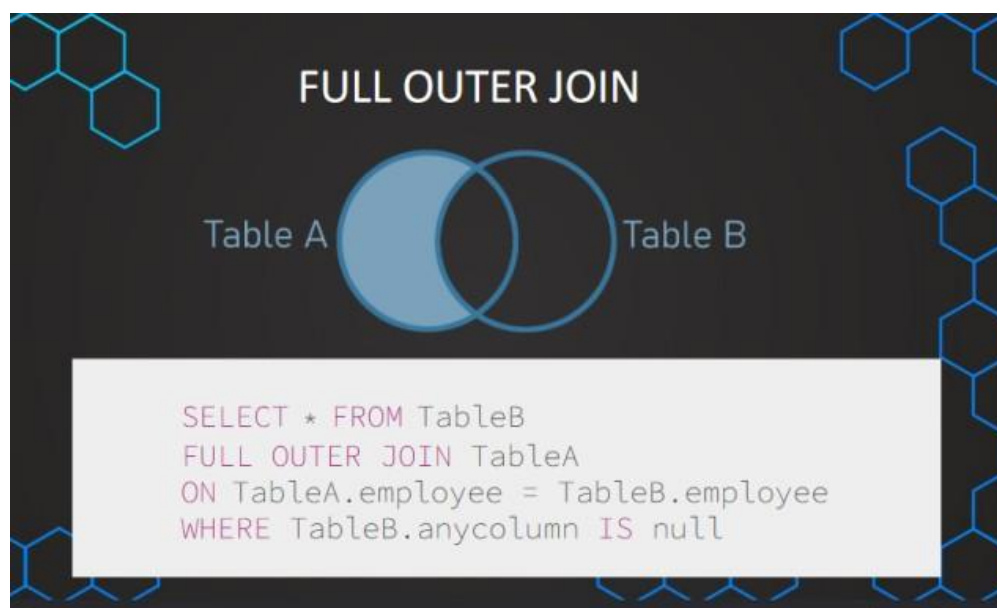 FULL OUTER JOIN
Table A
Table B
SELECT * FROM TableB
FULL OUTER JOIN TableA
ON TableA.employee = TableB.employee
WHERE TableB.anycolumn IS null